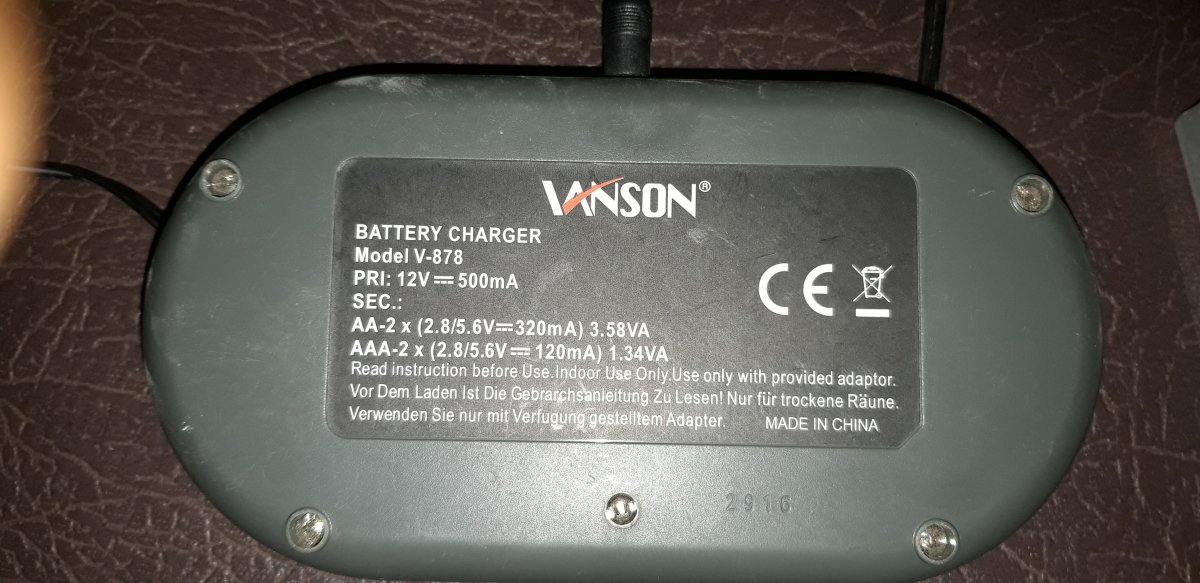 VANSON®
BATTERY CHARGER
Model V-878
PRI: 12V⎓500mA
SEC.:
AA-2 x (2.8/5.6V⎓320mA) 3.58VA
AAA-2 x (2.8/5.6V⎓120mA) 1.34VA
CE
Read instruction before Use.Indoor Use Only.Use only with provided adaptor.
Vor Dem Laden Ist Die Gebrarchsanleitung Zu Lesen! Nur für trockene Räune.
Verwenden Sie nur mit Verfugung gestelltem Adapter. MADE IN CHINA
2916